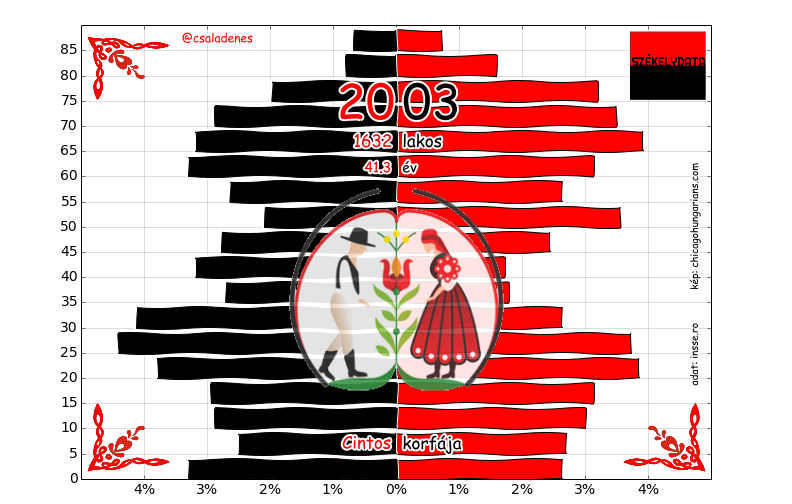 @csaladenes
SZÉKELYDATA
2003
1632 lakos
41.3 év
kép: chicagohungarians.com
adat: insse.ro
Cintos korfája
85
80
75
70
65
60
55
50
45
40
35
30
25
20
15
10
5
0
4% 3% 2% 1% 0% 1% 2% 3% 4%